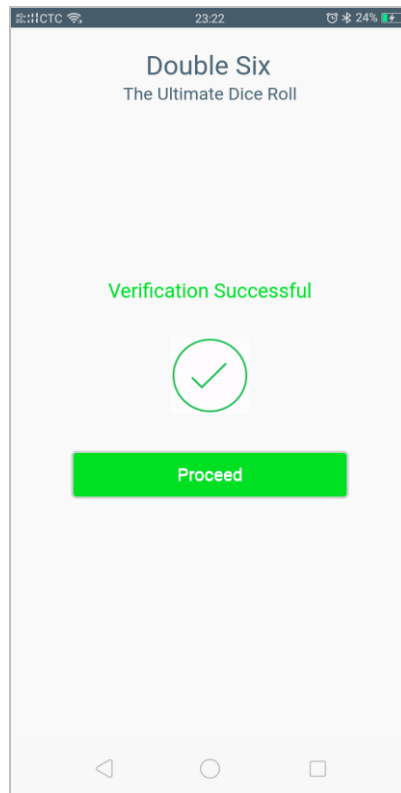 CTC
23:22
24%
Double Six
The Ultimate Dice Roll
Verification Successful
Proceed